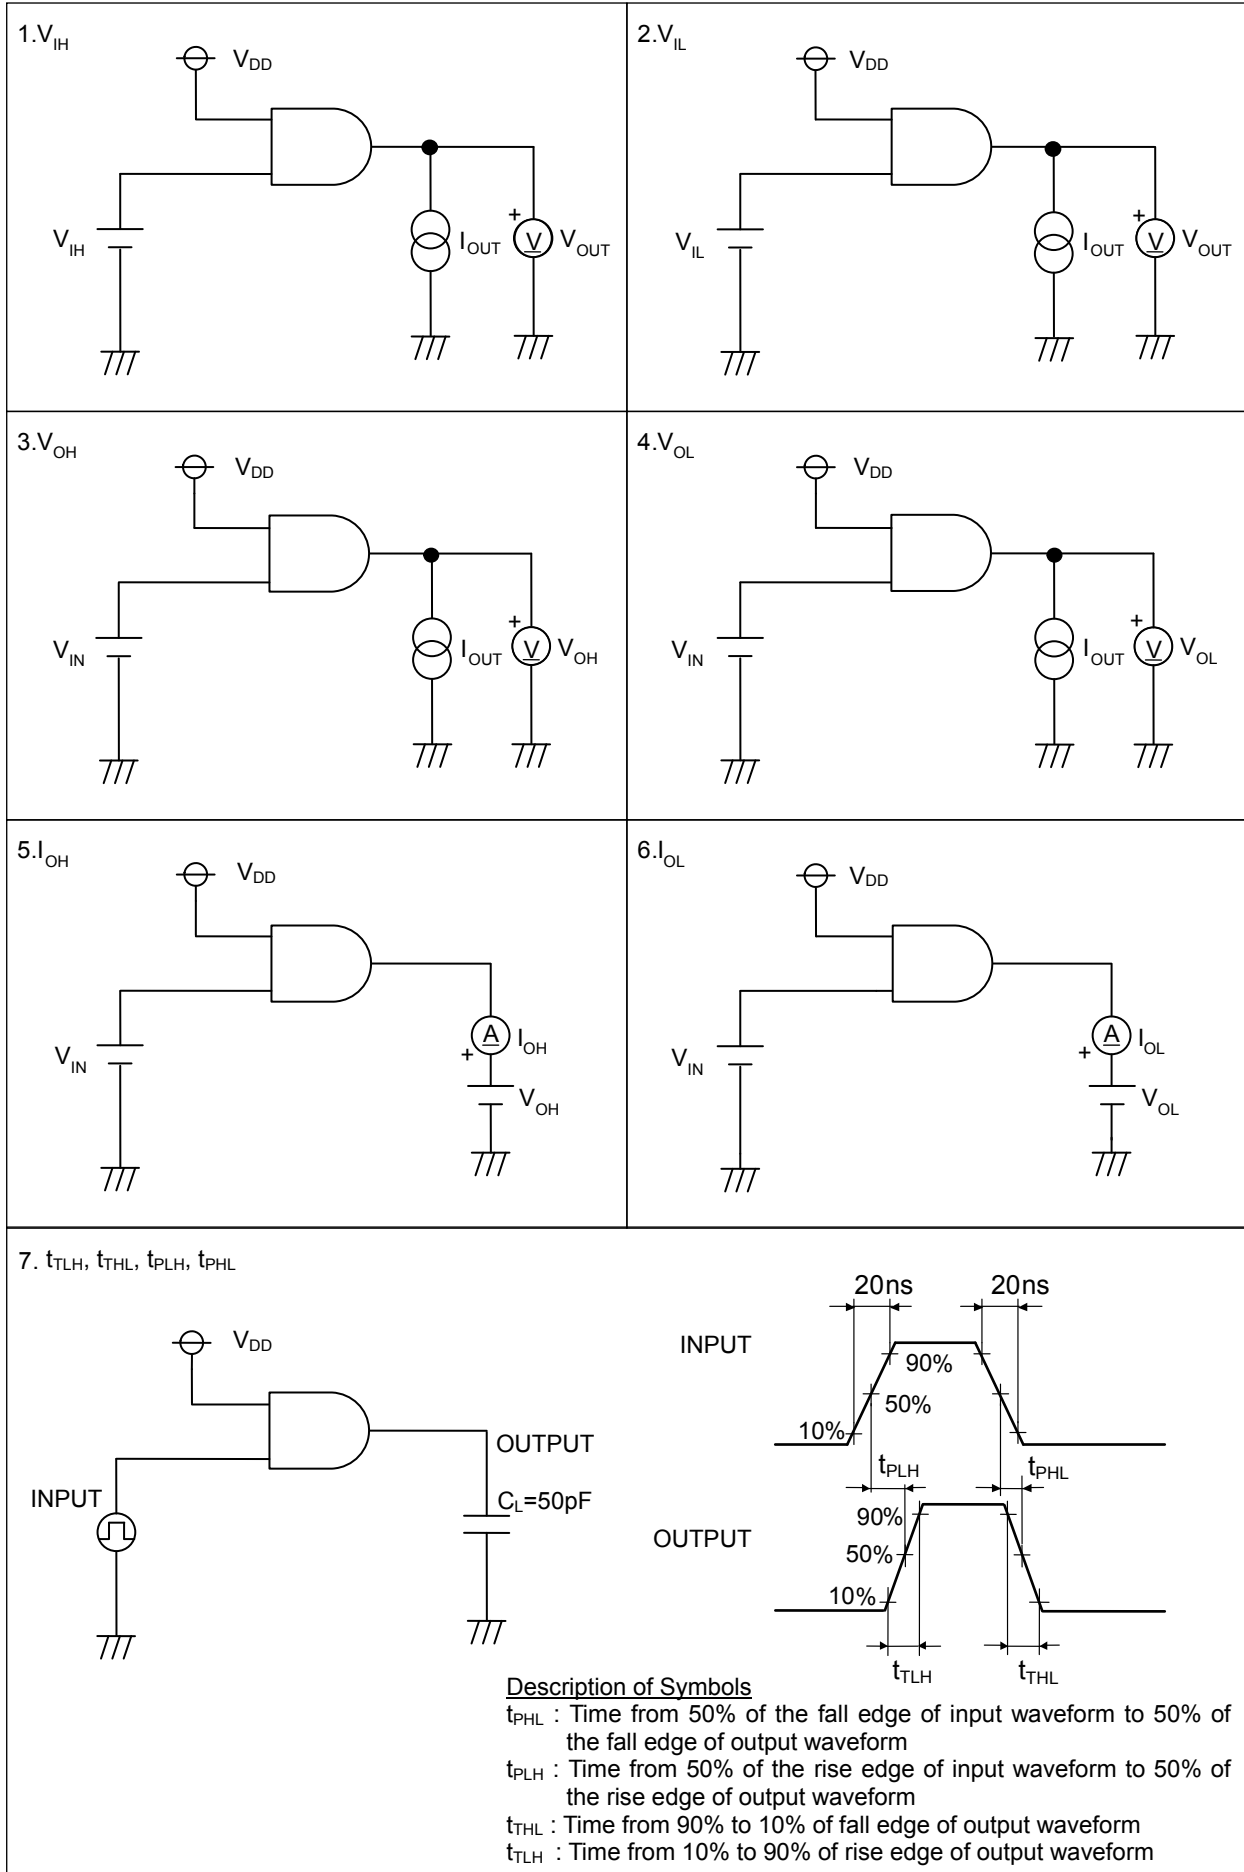 1.VIH
VDD
VIH
IOUT
+
V
VOUT
2.VIL
VDD
VIL
IOUT
+
V
VOUT
3.VOH
VDD
VIN
IOUT
+
V
VOH
4.VOL
VDD
VIN
IOUT
+
V
VOL
5.IOH
VDD
VIN
A
+
IOH
VOH
6.IOL
VDD
VIN
A
+
IOL
VOL
7. tTLH, tTHL, tPLH, tPHL
VDD
INPUT
OUTPUT
CL=50pF
20ns
20ns
INPUT
90%
50%
10%
tPLH
tPHL
OUTPUT
90%
50%
10%
tTLH
tTHL
Description of Symbols
tPHL : Time from 50% of the fall edge of input waveform to 50% of
the fall edge of output waveform
tPLH : Time from 50% of the rise edge of input waveform to 50% of
the rise edge of output waveform
tTHL : Time from 90% to 10% of fall edge of output waveform
tTLH : Time from 10% to 90% of rise edge of output waveform